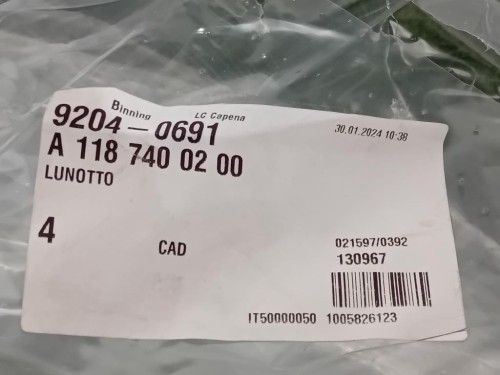 Binning LC Capena
9204-0691 30.01.2024 10:38
A 118 740 02 00
LUNOTTO
4
CAD
021597/0392
130967
IT50000050 1005826123